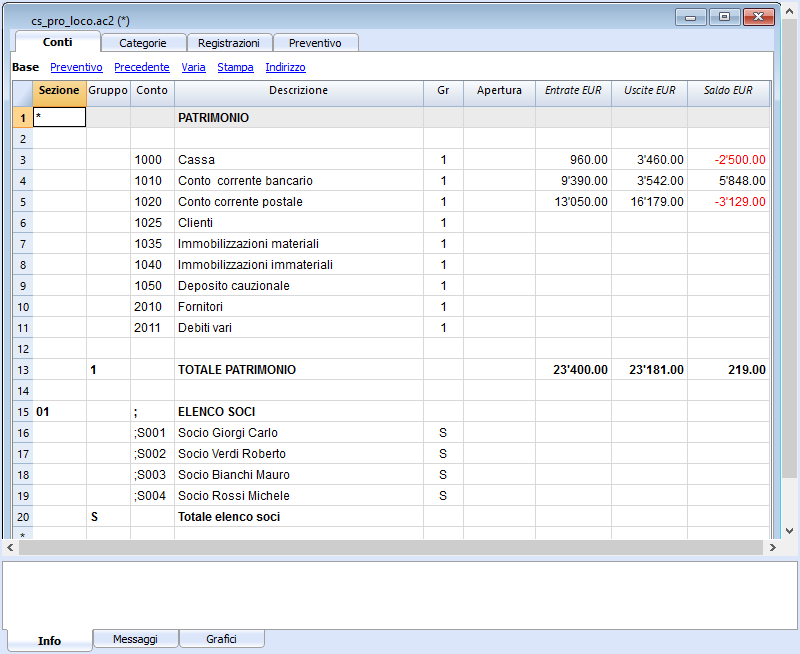 cs_pro_loco.ac2 (*)
Conti Categorie Registrazioni Preventivo
Base Preventivo Precedente Varia Stampa Indirizzo
Sezione Gruppo Conto Descrizione Gr Apertura Entrate EUR Uscite EUR Saldo EUR
1 * PATRIMONIO
2
3 1000 Cassa 1 960.00 3'460.00 -2'500.00
4 1010 Conto corrente bancario 1 9'390.00 3'542.00 5'848.00
5 1020 Conto corrente postale 1 13'050.00 16'179.00 -3'129.00
6 1025 Clienti 1
7 1035 Immobilizzazioni materiali 1
8 1040 Immobilizzazioni immateriali 1
9 1050 Deposito cauzionale 1
10 2010 Fornitori 1
11 2011 Debiti vari 1
12
13 1 TOTALE PATRIMONIO 23'400.00 23'181.00 219.00
14
15 01 ; ELENCO SOCI
16 ;S001 Socio Giorgi Carlo S
17 ;S002 Socio Verdi Roberto S
18 ;S003 Socio Bianchi Mauro S
19 ;S004 Socio Rossi Michele S
20 S Totale elenco soci
*
Info Messaggi Grafici